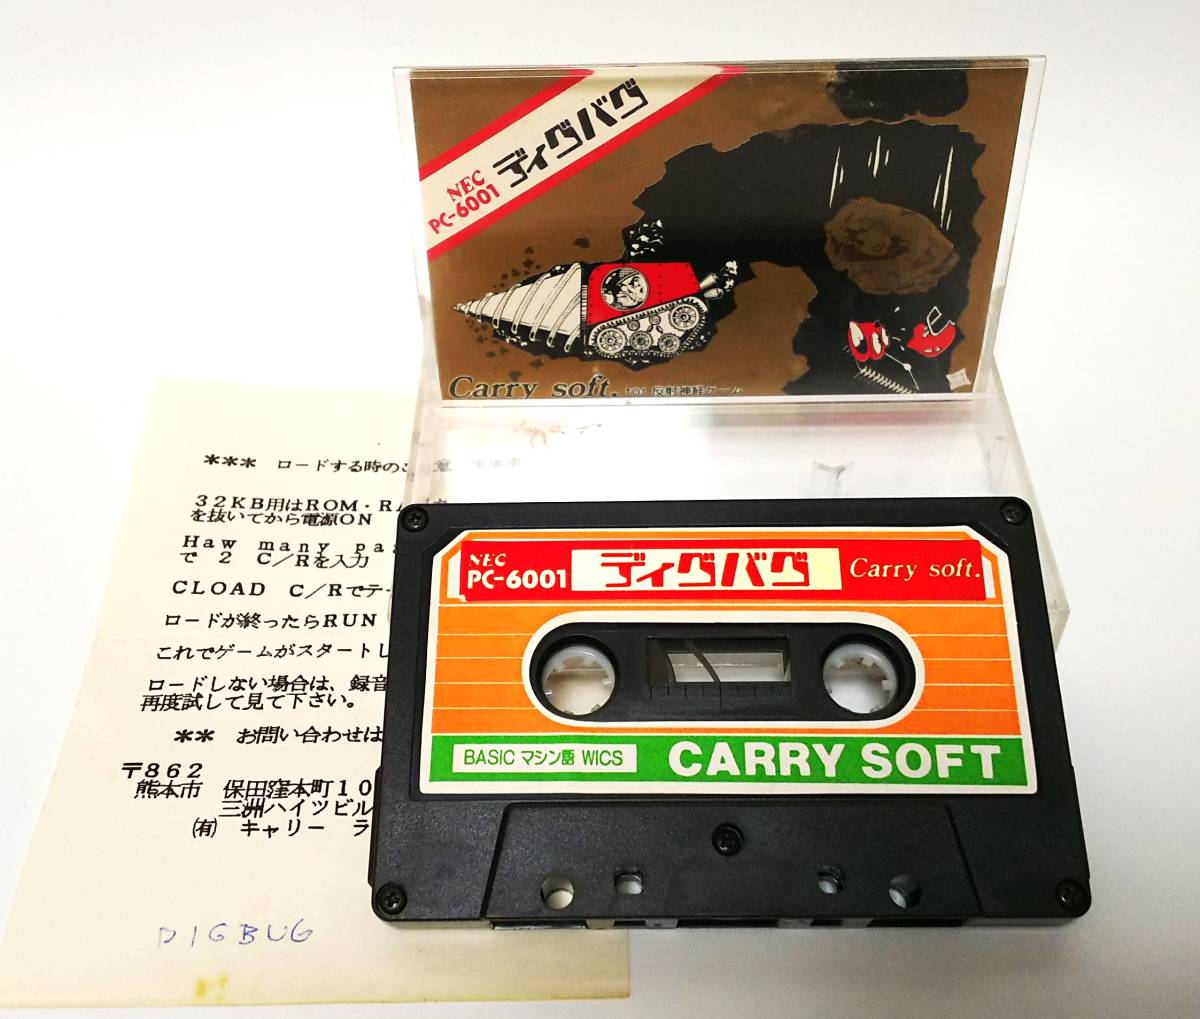 NEC
PC-6001
ディグバグ
Carry soft. for 反射神経ゲーム
*** ロードする時のご 意 ***
32KB用はROM・RA
を抜いてから電源ON
Haw many pag
で 2 C/Rを入力
CLOAD C/Rでテ
ロードが終ったらRUN
これでゲームがスタートし
ロードしない場合は、録音
再度試して見て下さい。
** お問い合わせは
〒862
熊本市 保田窪本町10
三洲ハイツビル
㈲ キャリー ラ
DIGBUG
NEC
PC-6001
ディグバグ
Carry soft.
BASIC マシン語 WICS
CARRY SOFT